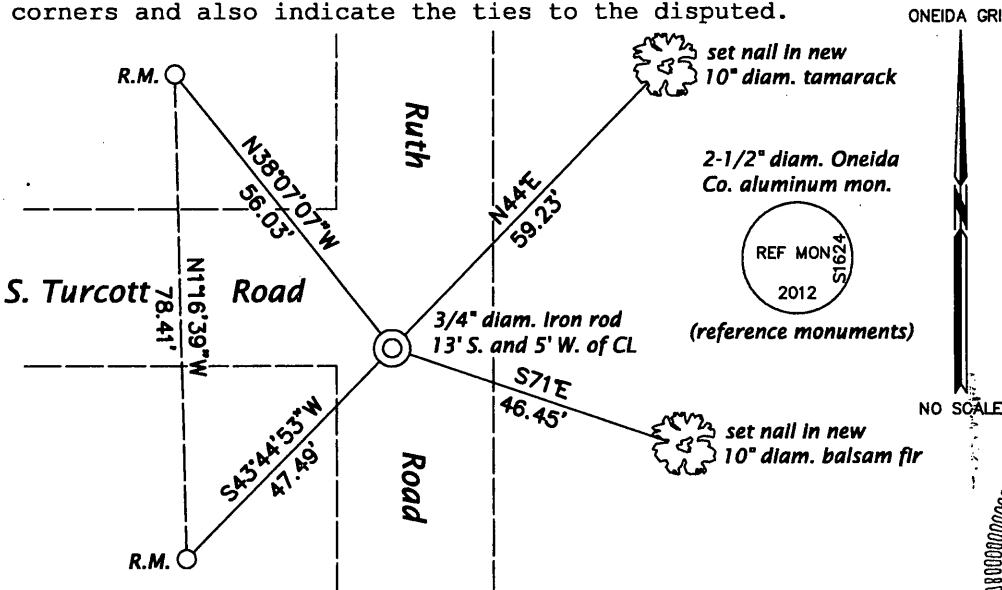 corners and also indicate the ties to the disputed.
ONEIDA GRI
R.M.
set nail in new
10" diam. tamarack
Ruth
N38°07'07"W
56.03'
N44°E
59.23'
2-1/2" diam. Oneida
Co. aluminum mon.
REF MON
S1624
2012
(reference monuments)
N
S. Turcott Road
N1°16'39"W
78.41'
3/4" diam. Iron rod
13' S. and 5' W. of CL
S71°E
46.45'
NO SCALE
S43°44'53"W
47.49'
Road
set nail in new
10" diam. balsam fir
R.M.